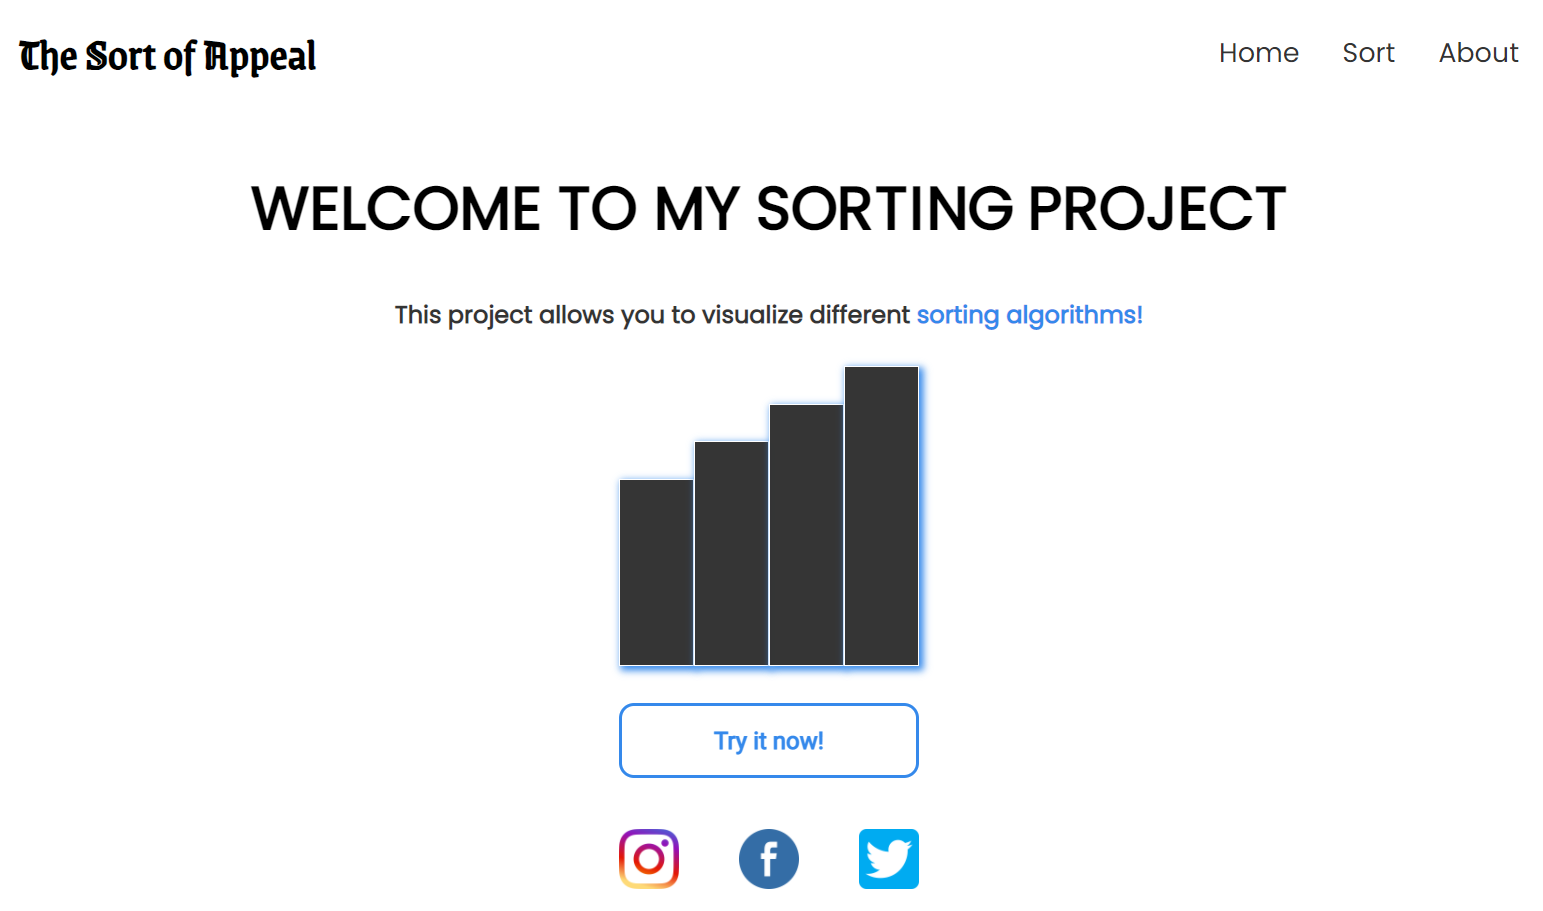 The Sort of Appeal
Home Sort About
WELCOME TO MY SORTING PROJECT
This project allows you to visualize different sorting algorithms!
Try it now!